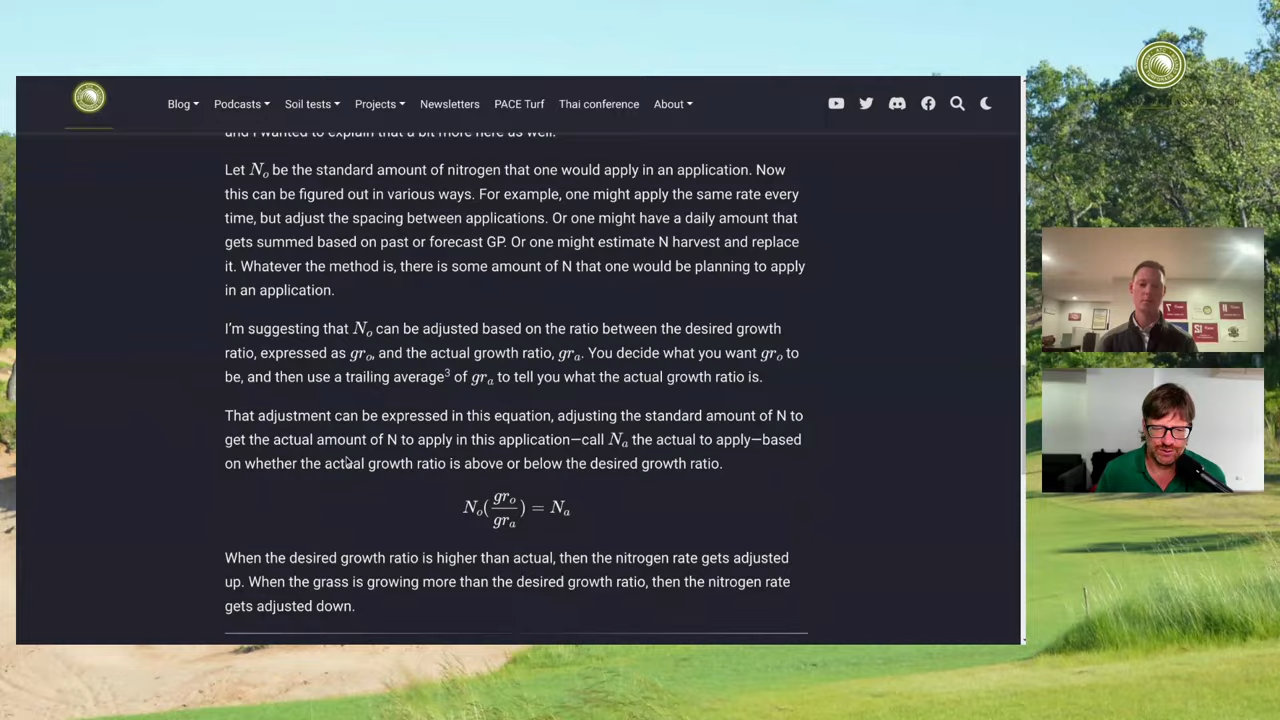 Blog Podcasts Soil tests Projects Newsletters PACE Turf Thai conference About
and I wanted to explain that a bit more here as well.
Let N_o be the standard amount of nitrogen that one would apply in an application. Now
this can be figured out in various ways. For example, one might apply the same rate every
time, but adjust the spacing between applications. Or one might have a daily amount that
gets summed based on past or forecast GP. Or one might estimate N harvest and replace
it. Whatever the method is, there is some amount of N that one would be planning to apply
in an application.
I'm suggesting that N_o can be adjusted based on the ratio between the desired growth
ratio, expressed as gr_o, and the actual growth ratio, gr_a. You decide what you want gr_o to
be, and then use a trailing average³ of gr_a to tell you what the actual growth ratio is.
That adjustment can be expressed in this equation, adjusting the standard amount of N to
get the actual amount of N to apply in this application—call N_a the actual to apply—based
on whether the actual growth ratio is above or below the desired growth ratio.
N_o(gr_o/gr_a) = N_a
When the desired growth ratio is higher than actual, then the nitrogen rate gets adjusted
up. When the grass is growing more than the desired growth ratio, then the nitrogen rate
gets adjusted down.